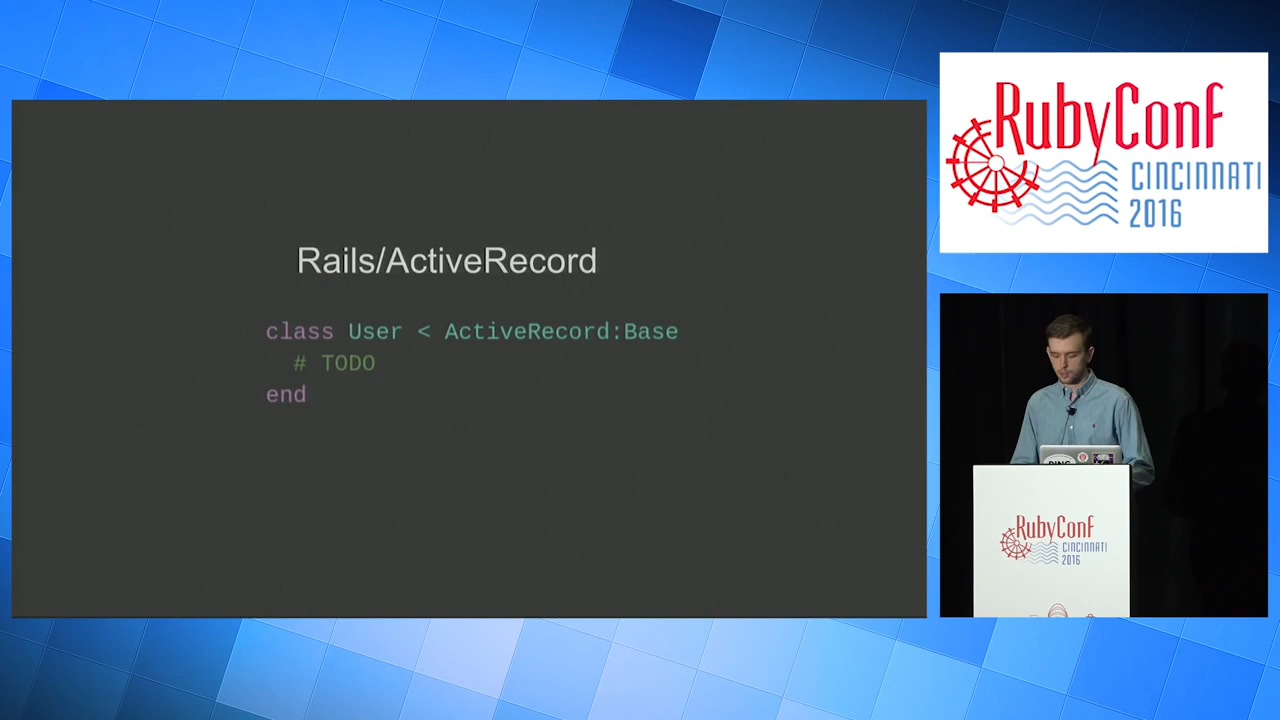 Rails/ActiveRecord
class User < ActiveRecord:Base
# TODO
end
RubyConf
CINCINNATI
2016
RubyConf
CINCINNATI
2016